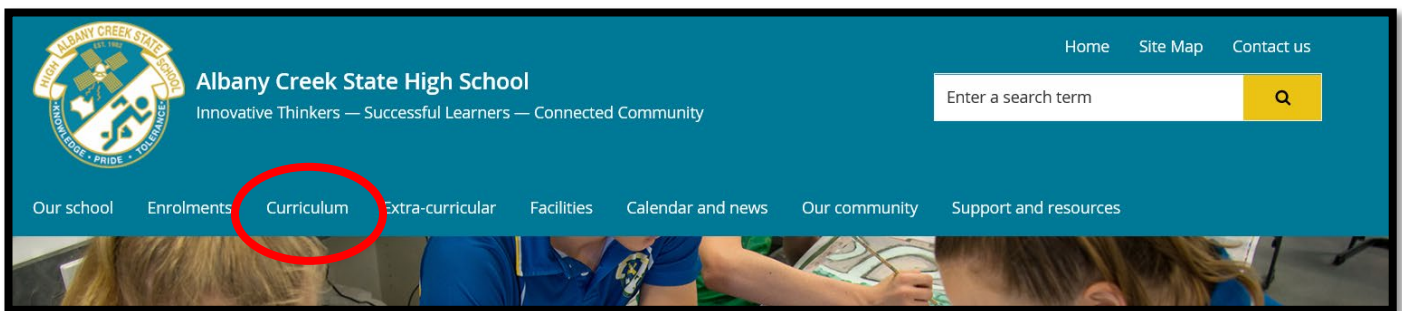 ALBANY CREEK STATE
HIGH SCHOOL
EST. 1982
KNOWLEDGE • PRIDE • TOLERANCE
Albany Creek State High School
Innovative Thinkers — Successful Learners — Connected Community
Home Site Map Contact us
Enter a search term
Our school Enrolments Curriculum Extra-curricular Facilities Calendar and news Our community Support and resources